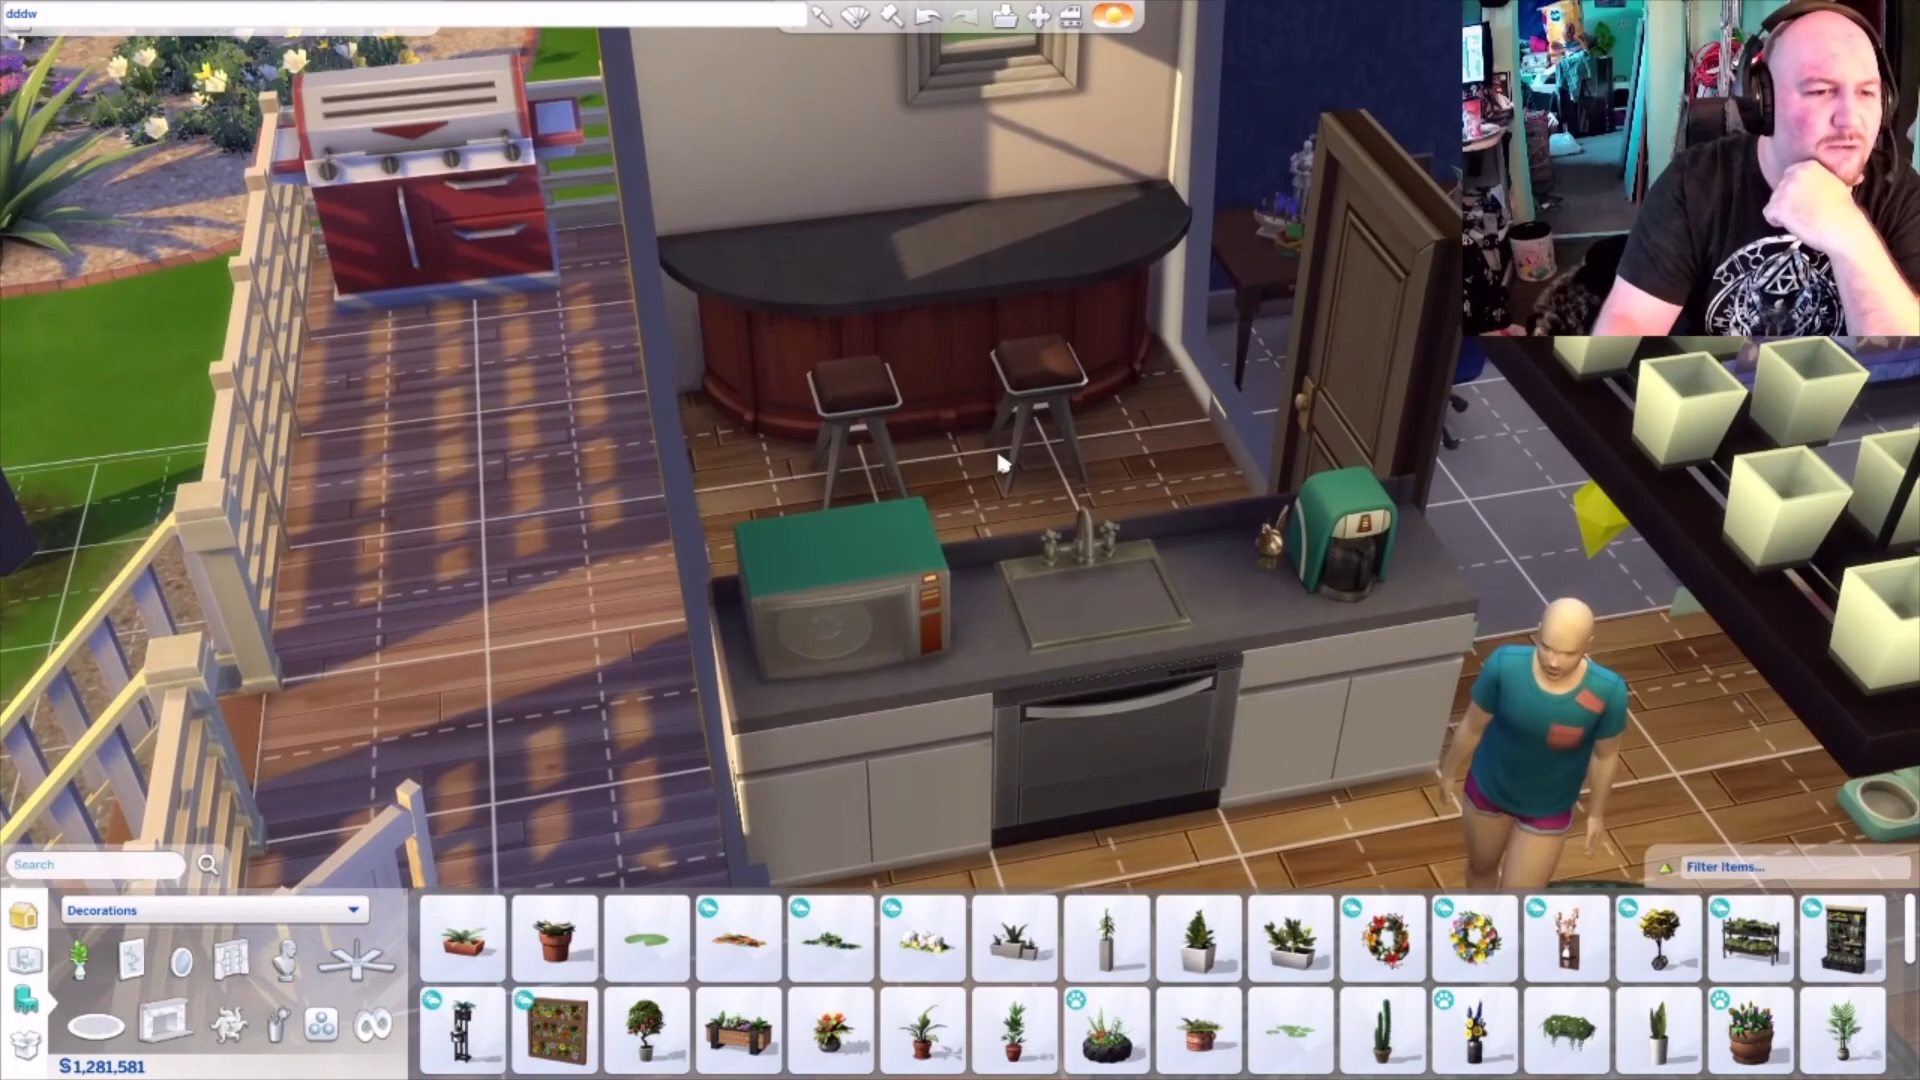 dddw
Search
Filter Items...
Decorations
§1,281,581